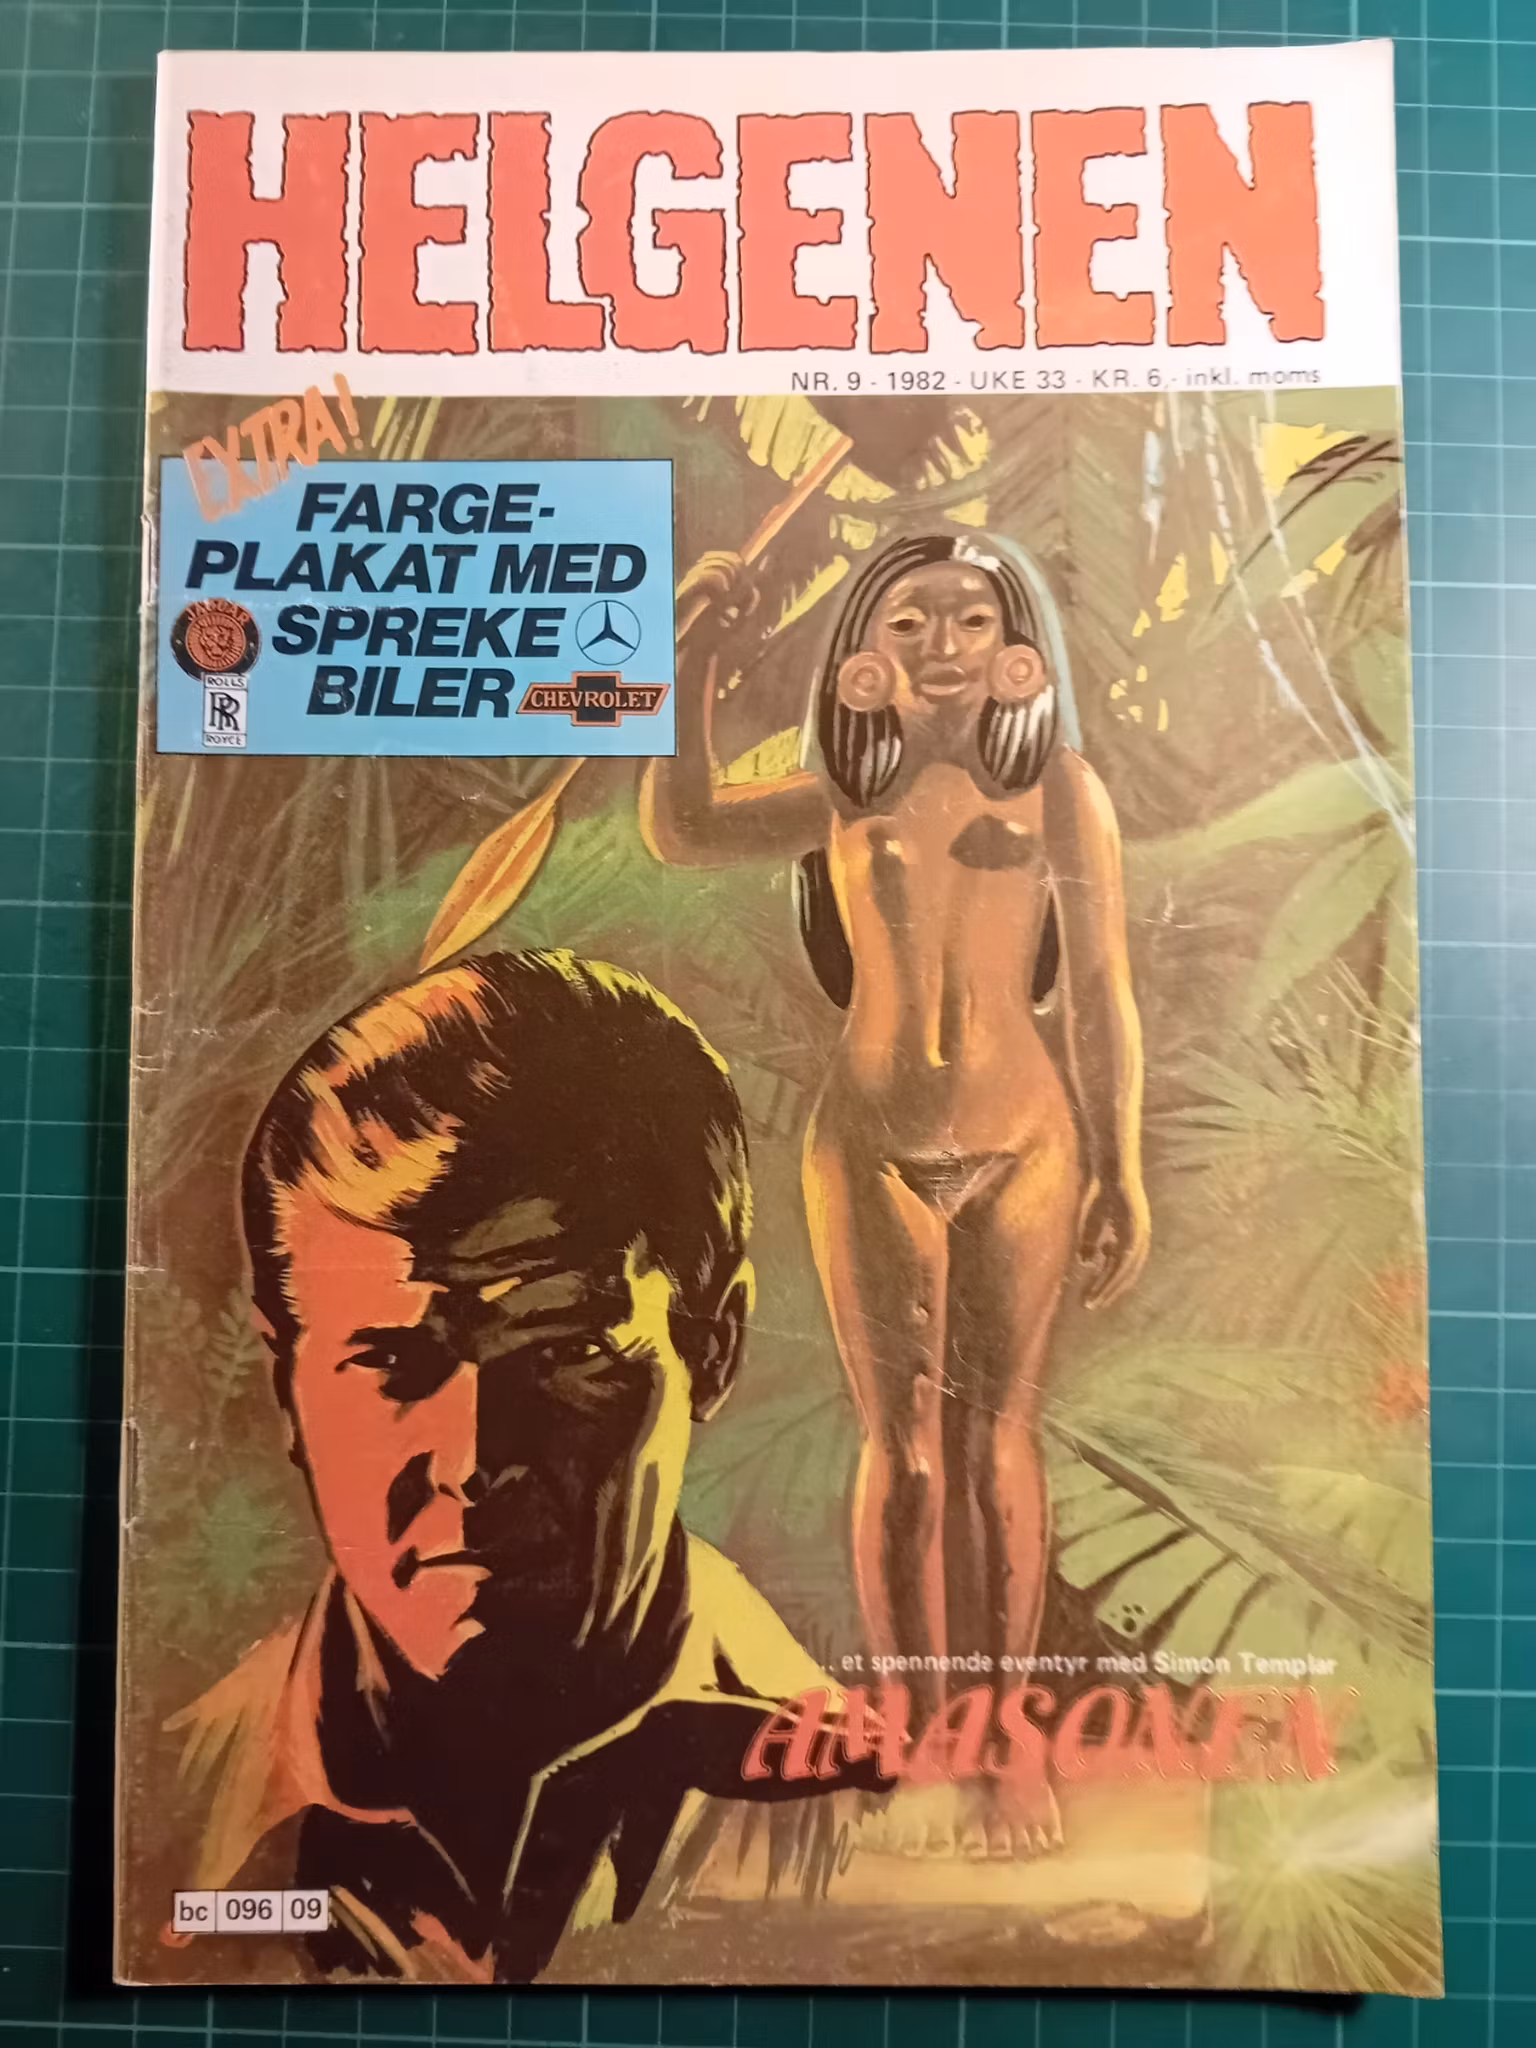 HELGENEN
NR. 9 - 1982 - UKE 33 - KR. 6,- inkl. moms
EXTRA!
FARGE-
PLAKAT MED
SPREKE
BILER
JAGUAR
ROLLS
RR
ROYCE
CHEVROLET
... et spennende eventyr med Simon Templar
AMASONEN
bc 096 09